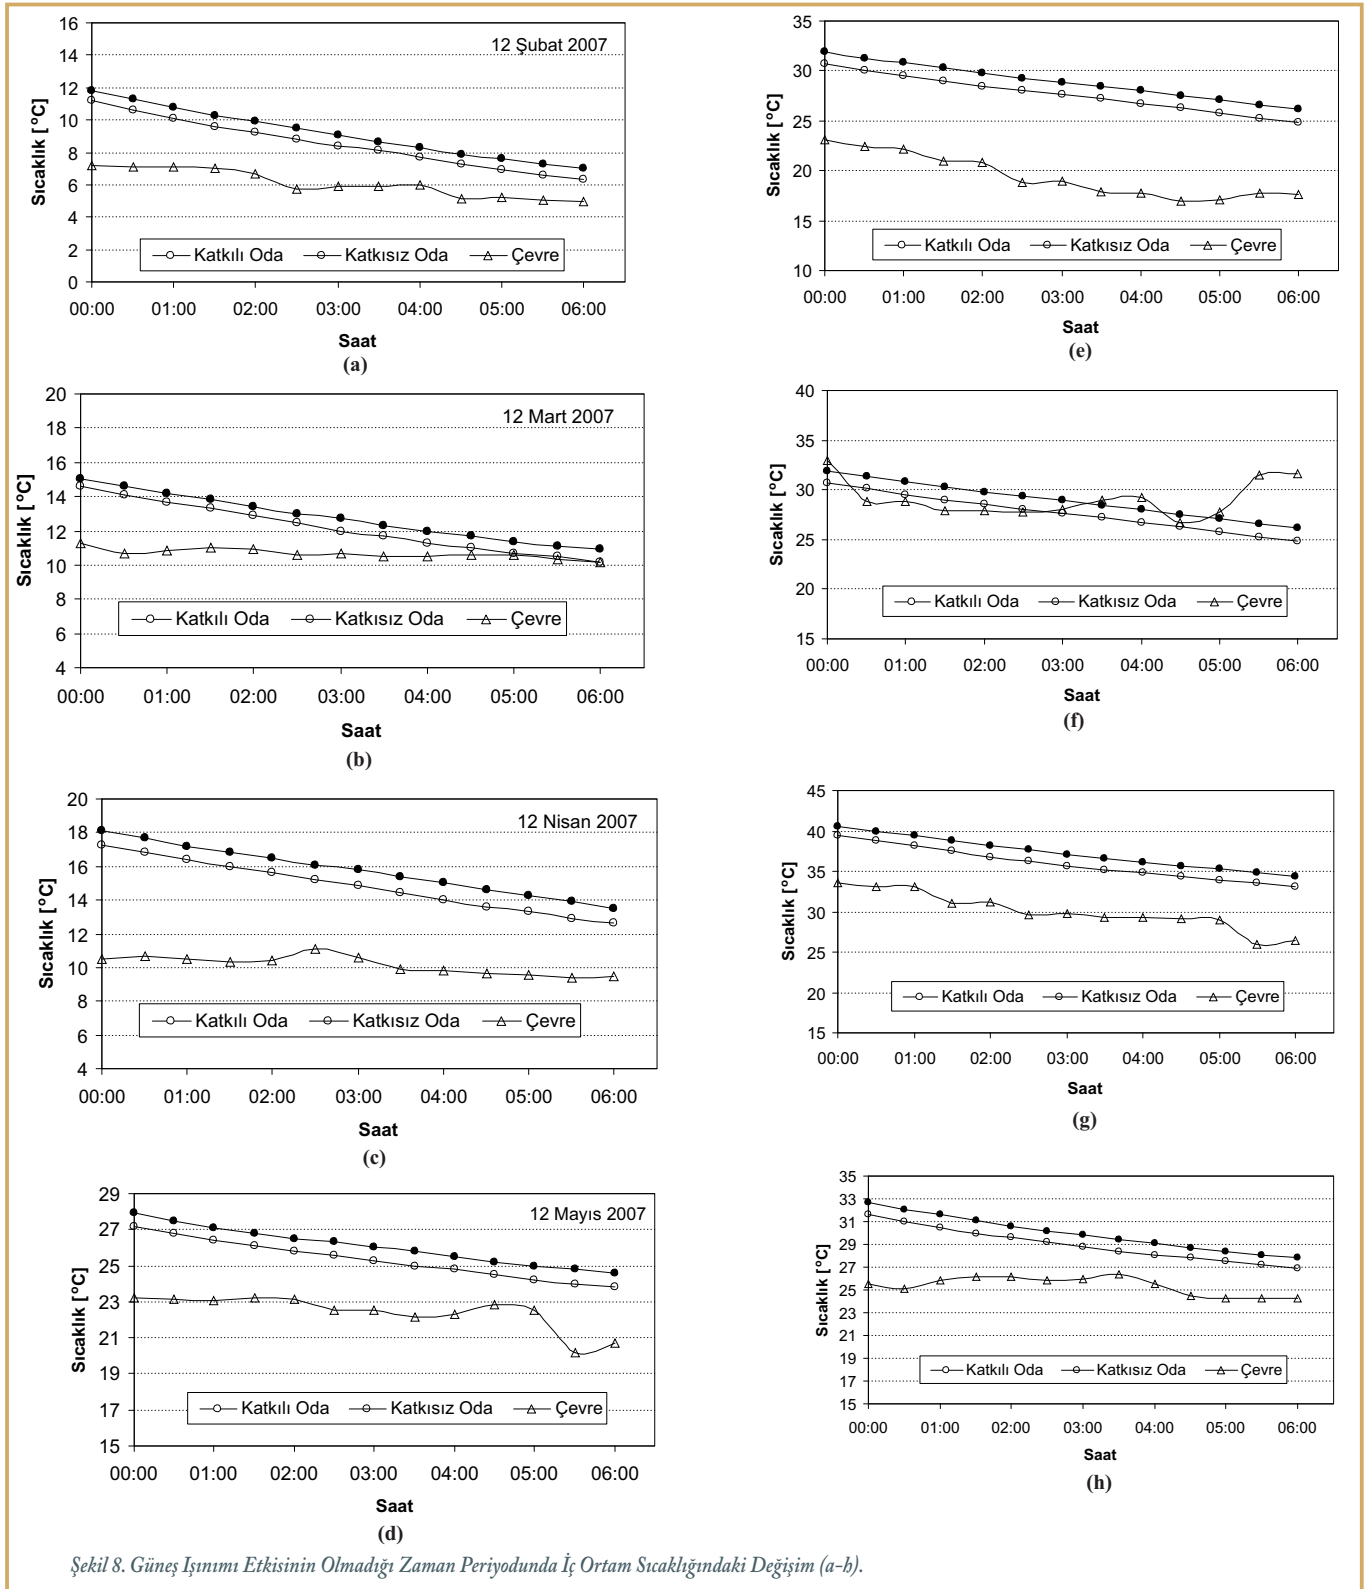 16
14
12
10
8
6
4
2
0
Sıcaklık [°C]
12 Şubat 2007
Katkılı Oda Katkısız Oda Çevre
00:00 01:00 02:00 03:00 04:00 05:00 06:00
Saat
(a)
20
18
16
14
12
10
8
6
4
Sıcaklık [°C]
12 Mart 2007
Katkılı Oda Katkısız Oda Çevre
00:00 01:00 02:00 03:00 04:00 05:00 06:00
Saat
(b)
20
18
16
14
12
10
8
6
4
Sıcaklık [°C]
12 Nisan 2007
Katkılı Oda Katkısız Oda Çevre
00:00 01:00 02:00 03:00 04:00 05:00 06:00
Saat
(c)
29
27
25
23
21
19
17
15
Sıcaklık [°C]
12 Mayıs 2007
Katkılı Oda Katkısız Oda Çevre
00:00 01:00 02:00 03:00 04:00 05:00 06:00
Saat
(d)
35
30
25
20
15
10
Sıcaklık [°C]
Katkılı Oda Katkısız Oda Çevre
00:00 01:00 02:00 03:00 04:00 05:00 06:00
Saat
(e)
40
35
30
25
20
15
Sıcaklık [°C]
Katkılı Oda Katkısız Oda Çevre
00:00 01:00 02:00 03:00 04:00 05:00 06:00
Saat
(f)
45
40
35
30
25
20
15
Sıcaklık [°C]
Katkılı Oda Katkısız Oda Çevre
00:00 01:00 02:00 03:00 04:00 05:00 06:00
Saat
(g)
35
33
31
29
27
25
23
21
19
17
15
Sıcaklık [°C]
Katkılı Oda Katkısız Oda Çevre
00:00 01:00 02:00 03:00 04:00 05:00 06:00
Saat
(h)
Şekil 8. Güneş Işınımı Etkisinin Olmadığı Zaman Periyodunda İç Ortam Sıcaklığındaki Değişim (a-h).